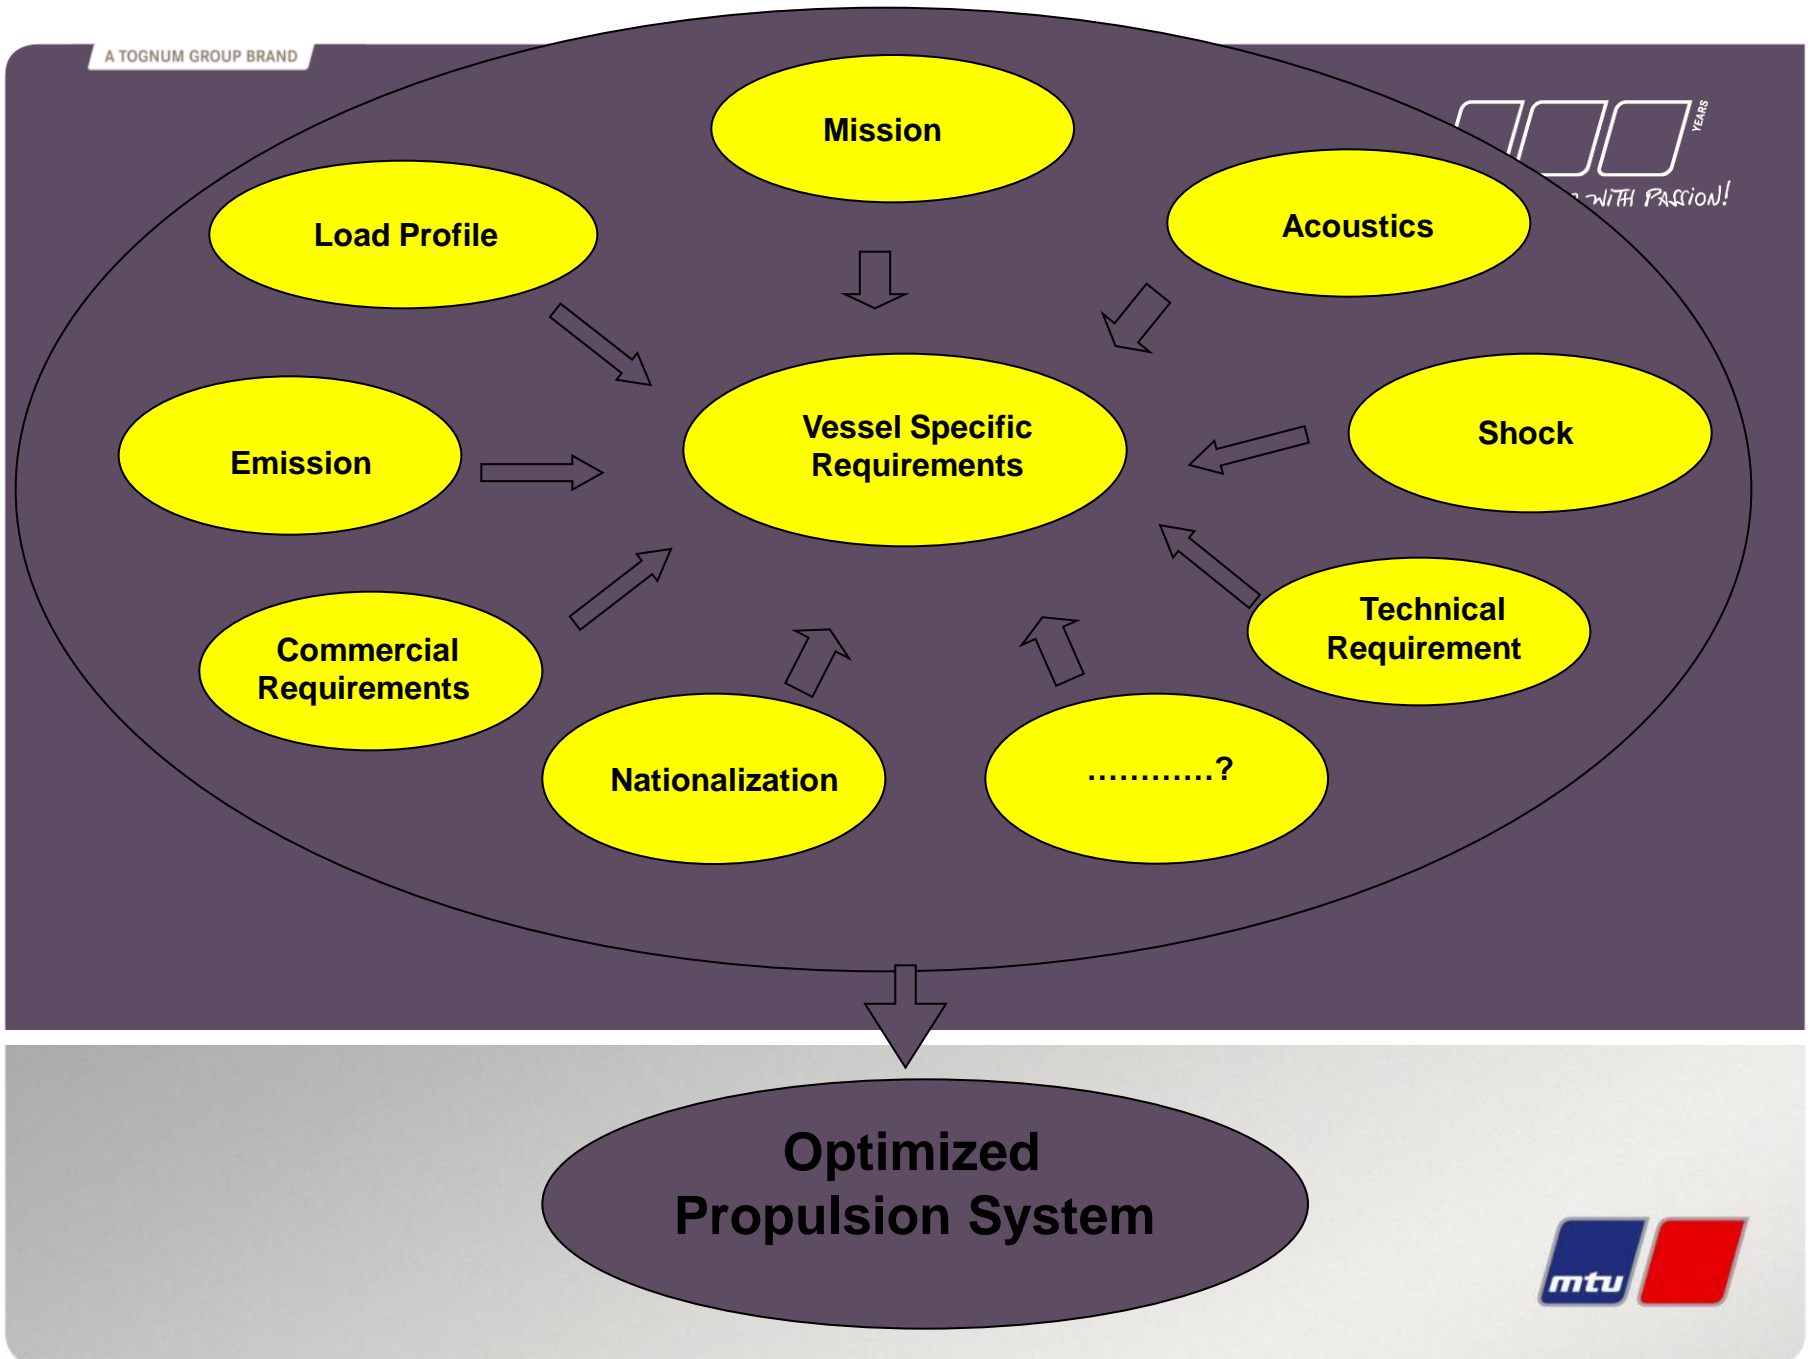 A TOGNUM GROUP BRAND
YEARS
WITH PASSION!
Mission
Load Profile
Acoustics
Vessel Specific
Requirements
Shock
Emission
Technical
Requirement
Commercial
Requirements
Nationalization
............?
Optimized
Propulsion System
mtu